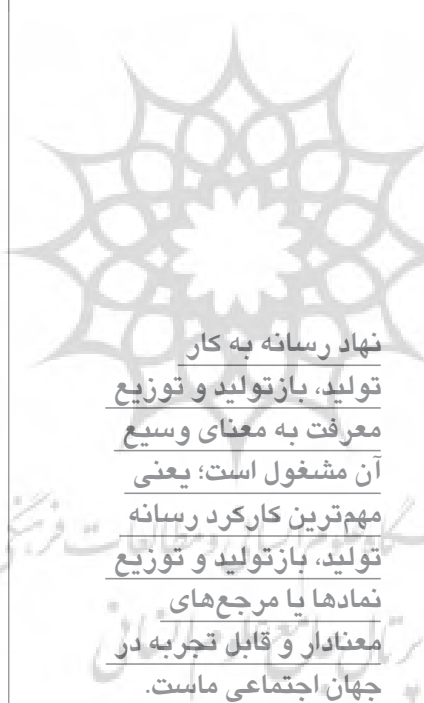 نهاد رسانه به کار
تولید، بازتولید و توزیع
معرفت به معنای وسیع
آن مشغول است؛ یعنی
مهم‌ترین کارکرد رسانه
تولید، بازتولید و توزیع
نمادها یا مرجع‌های
معنادار و قابل تجربه در
جهان اجتماعی ماست.